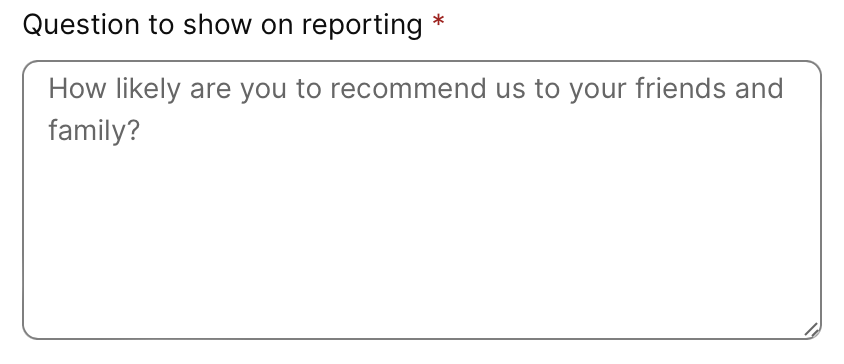 Question to show on reporting *
How likely are you to recommend us to your friends and
family?